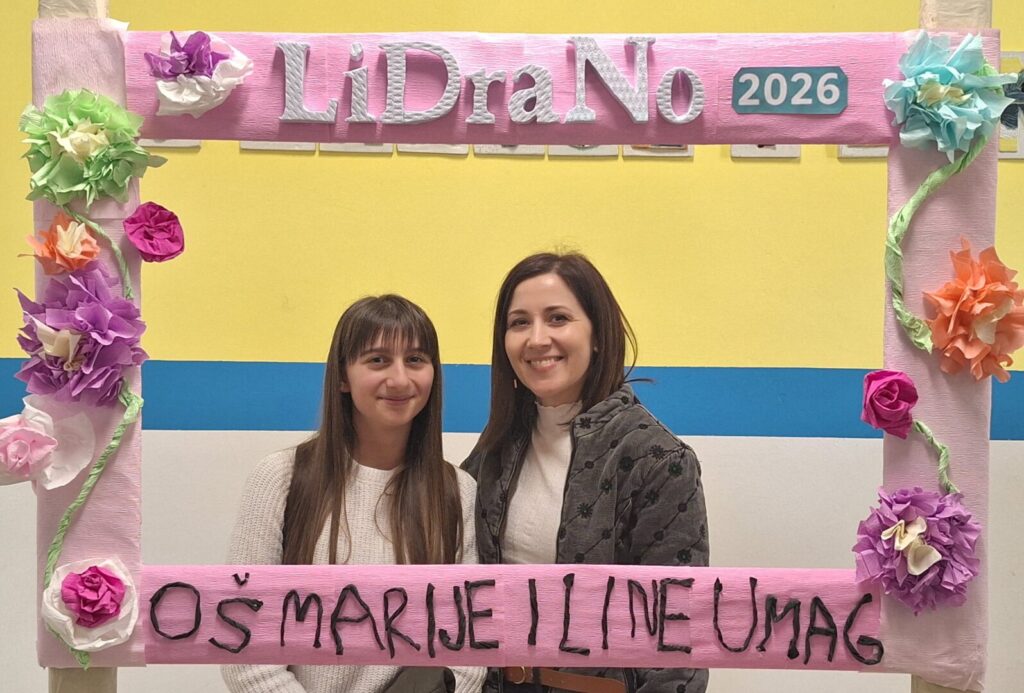 LiDraNo 2026
OŠ MARIJE I LINE UMAG